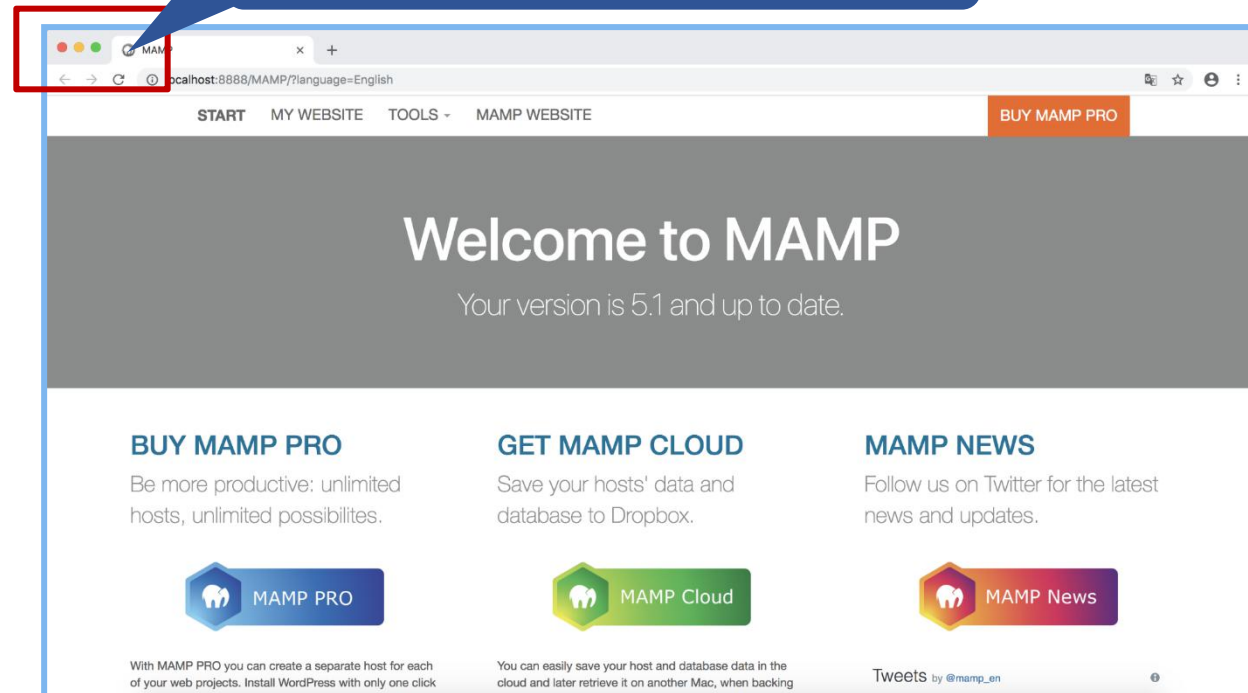 MAMP
localhost:8888/MAMP/?language=English
START MY WEBSITE TOOLS MAMP WEBSITE BUY MAMP PRO
Welcome to MAMP
Your version is 5.1 and up to date.
BUY MAMP PRO
Be more productive: unlimited
hosts, unlimited possibilites.
MAMP PRO
With MAMP PRO you can create a separate host for each
of your web projects. Install WordPress with only one click
GET MAMP CLOUD
Save your hosts' data and
database to Dropbox.
MAMP Cloud
You can easily save your host and database data in the
cloud and later retrieve it on another Mac, when backing
MAMP NEWS
Follow us on Twitter for the latest
news and updates.
MAMP News
Tweets by @mamp_en